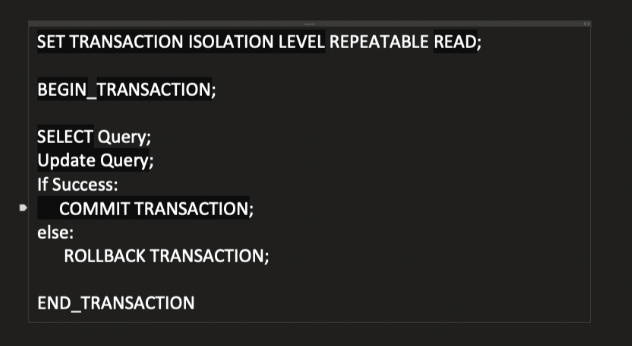 SET TRANSACTION ISOLATION LEVEL REPEATABLE READ;
BEGIN_TRANSACTION;
SELECT Query;
Update Query;
If Success:
COMMIT TRANSACTION;
else:
ROLLBACK TRANSACTION;
END_TRANSACTION